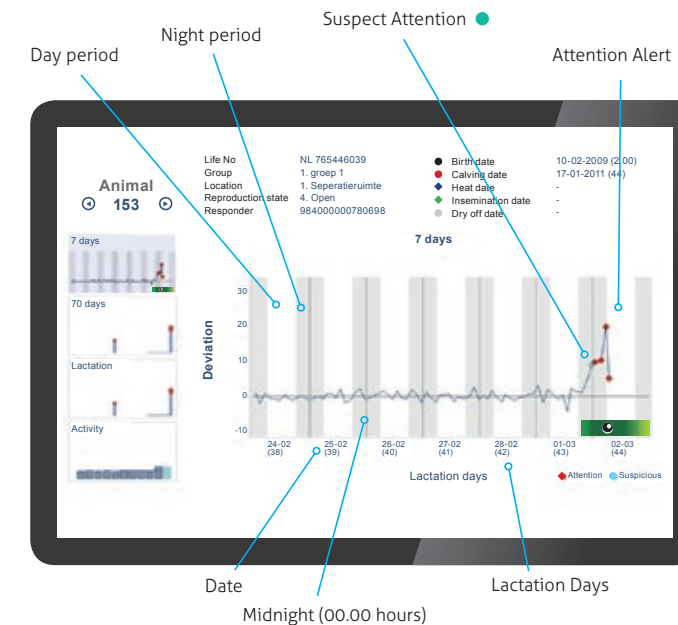 Suspect Attention
Night period
Day period
Attention Alert
Life No NL 765446039
Group 1. groep 1
Location 1. Seperatieruimte
Reproduction state 4. Open
Responder 984000000780698
Birth date 10-02-2009 (2.00)
Calving date 17-01-2011 (44)
Heat date -
Insemination date -
Dry off date -
Animal
153
7 days
70 days
Lactation
Activity
7 days
Deviation
30
20
10
0
-10
24-02 25-02 26-02 27-02 28-02 01-03 02-03
(38) (39) (40) (41) (42) (43) (44)
Lactation days
Attention Suspicious
Date
Lactation Days
Midnight (00.00 hours)